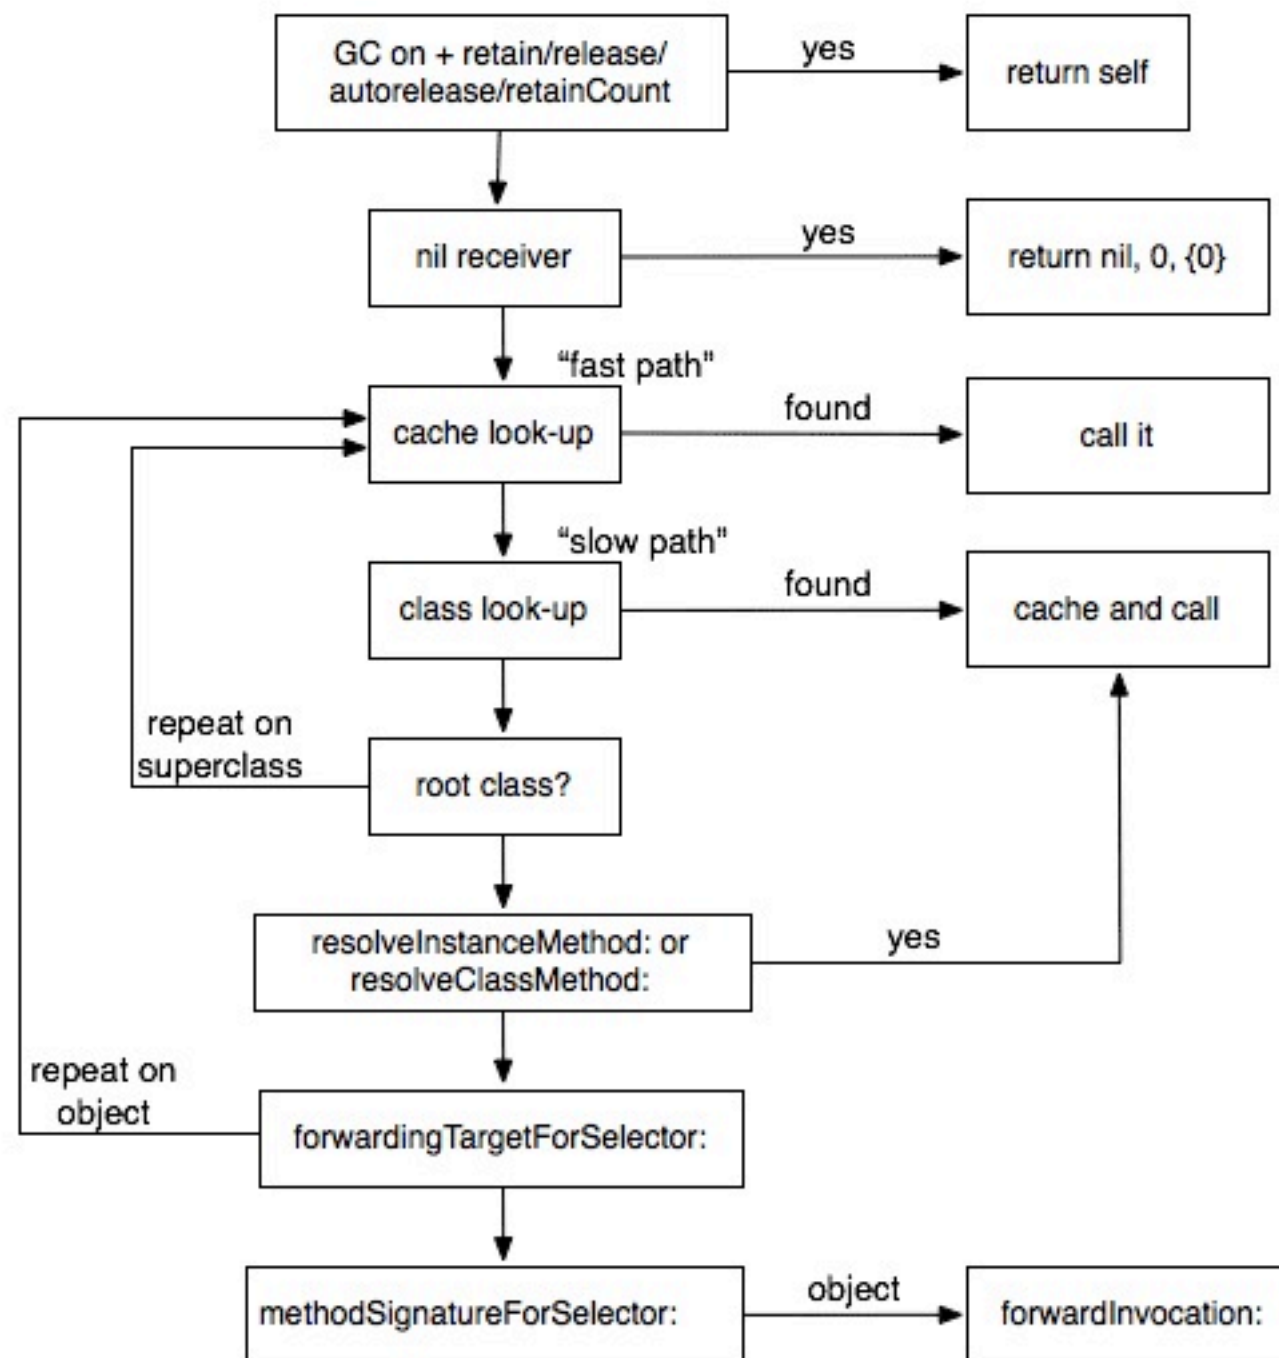 GC on + retain/release/
autorelease/retainCount
yes
return self
nil receiver
yes
return nil, 0, {0}
“fast path"
cache look-up
found
call it
“slow path"
class look-up
found
cache and call
repeat on
superclass
root class?
resolveInstanceMethod: or
resolveClassMethod:
yes
repeat on
object
forwardingTargetForSelector:
methodSignatureForSelector:
object
forwardInvocation: